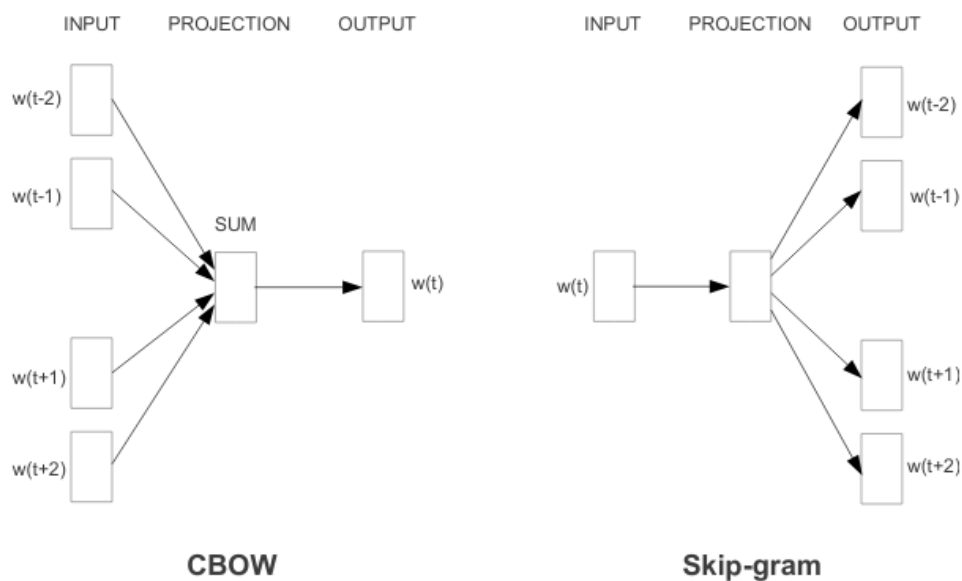 INPUT PROJECTION OUTPUT
w(t-2)
w(t-1)
SUM
w(t)
w(t+1)
w(t+2)
CBOW
INPUT PROJECTION OUTPUT
w(t-2)
w(t-1)
w(t)
w(t+1)
w(t+2)
Skip-gram